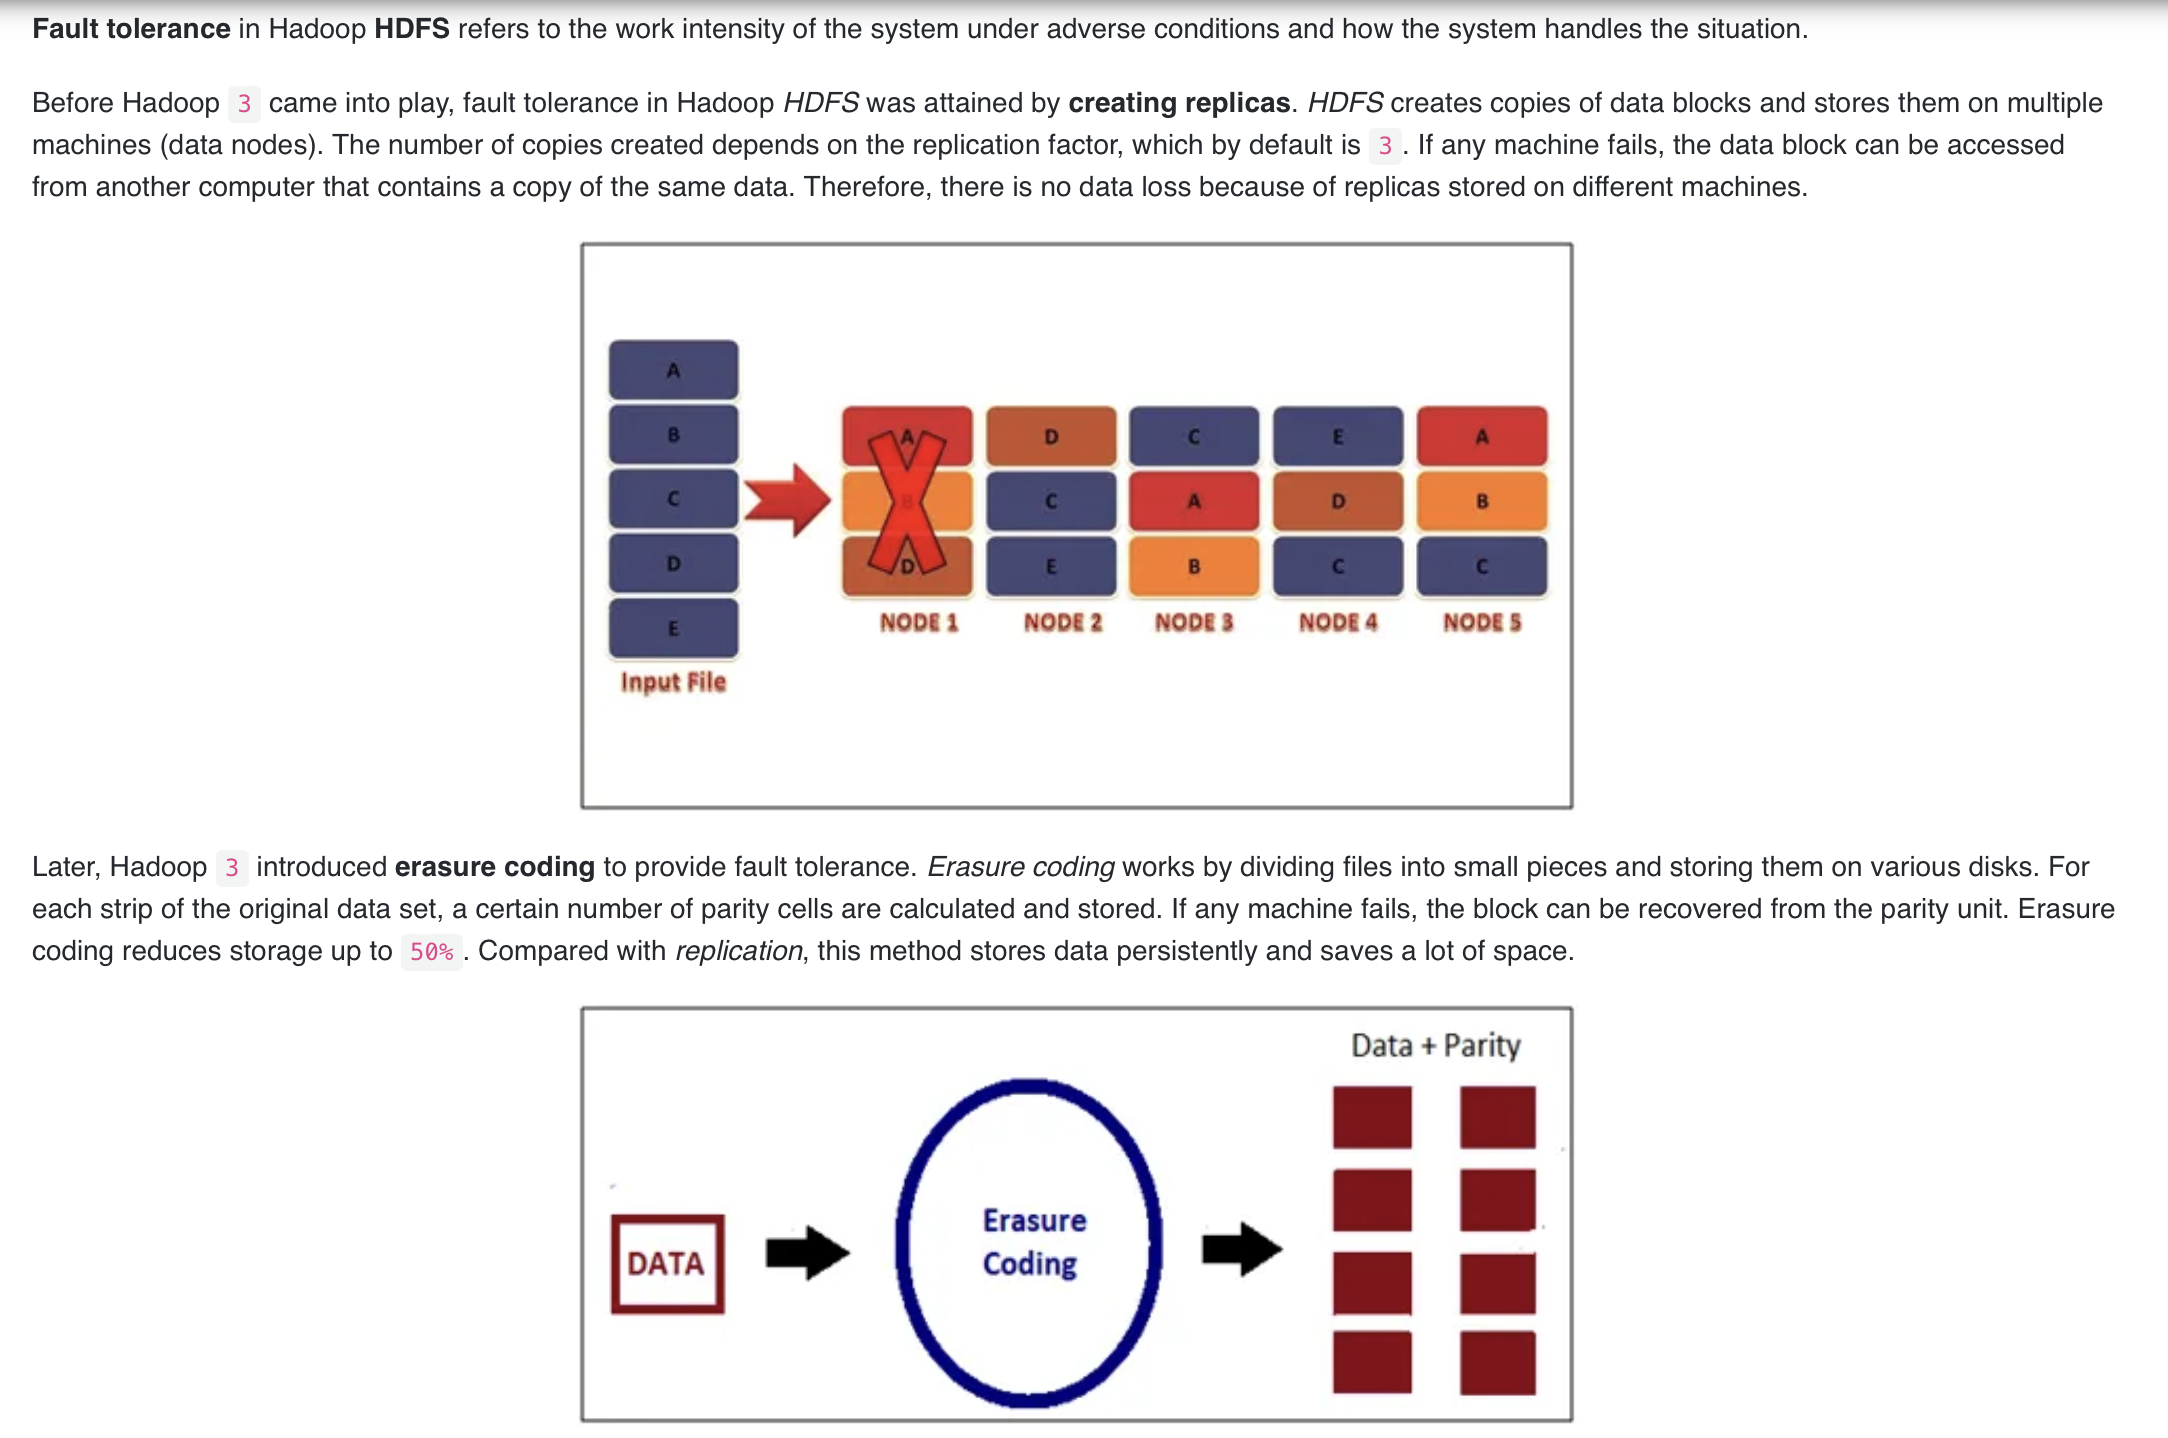 Fault tolerance in Hadoop HDFS refers to the work intensity of the system under adverse conditions and how the system handles the situation.
Before Hadoop 3 came into play, fault tolerance in Hadoop HDFS was attained by creating replicas. HDFS creates copies of data blocks and stores them on multiple
machines (data nodes). The number of copies created depends on the replication factor, which by default is 3 . If any machine fails, the data block can be accessed
from another computer that contains a copy of the same data. Therefore, there is no data loss because of replicas stored on different machines.
A
B
C
D
E
Input File
A
B
D
NODE 1
D
C
E
NODE 2
C
A
B
NODE 3
E
D
C
NODE 4
A
B
C
NODE 5
Later, Hadoop 3 introduced erasure coding to provide fault tolerance. Erasure coding works by dividing files into small pieces and storing them on various disks. For
each strip of the original data set, a certain number of parity cells are calculated and stored. If any machine fails, the block can be recovered from the parity unit. Erasure
coding reduces storage up to 50% . Compared with replication, this method stores data persistently and saves a lot of space.
DATA
Erasure
Coding
Data + Parity